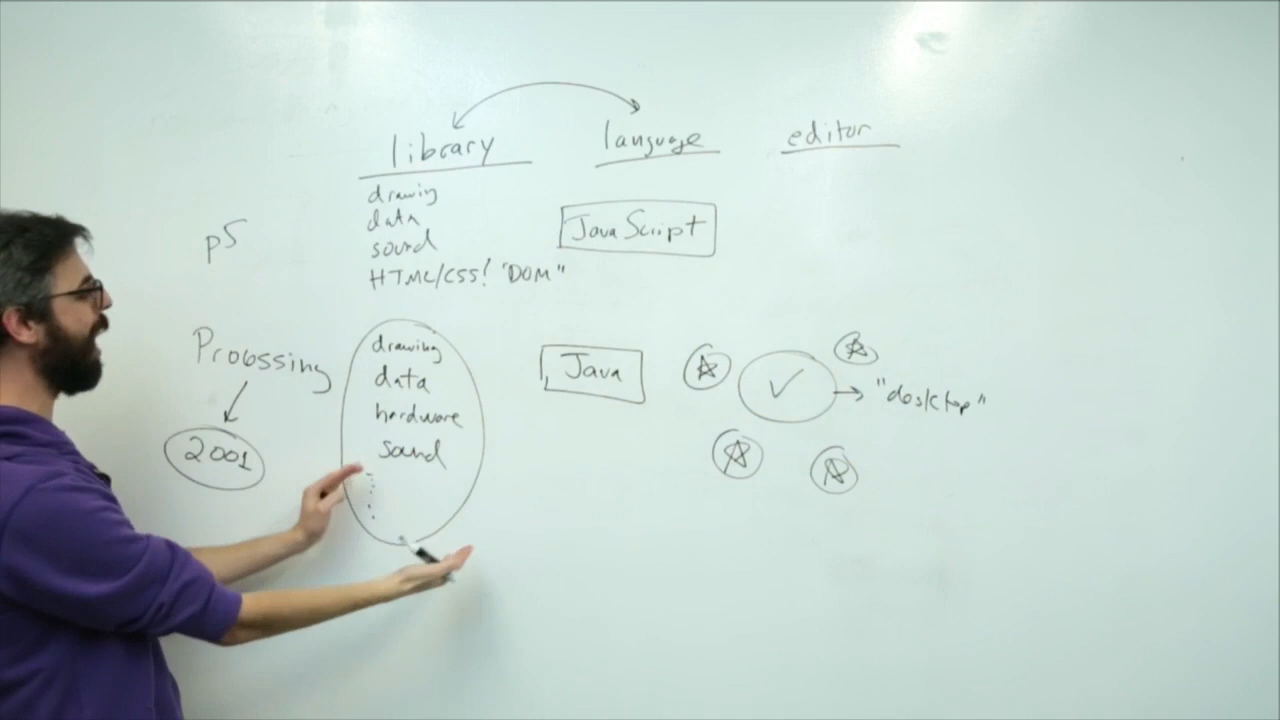 library language editor
drawing
data
sound
HTML/CSS! "DOM"
p5
JavaScript
Processing
2001
drawing
data
hardware
sound
Java
"desktop"